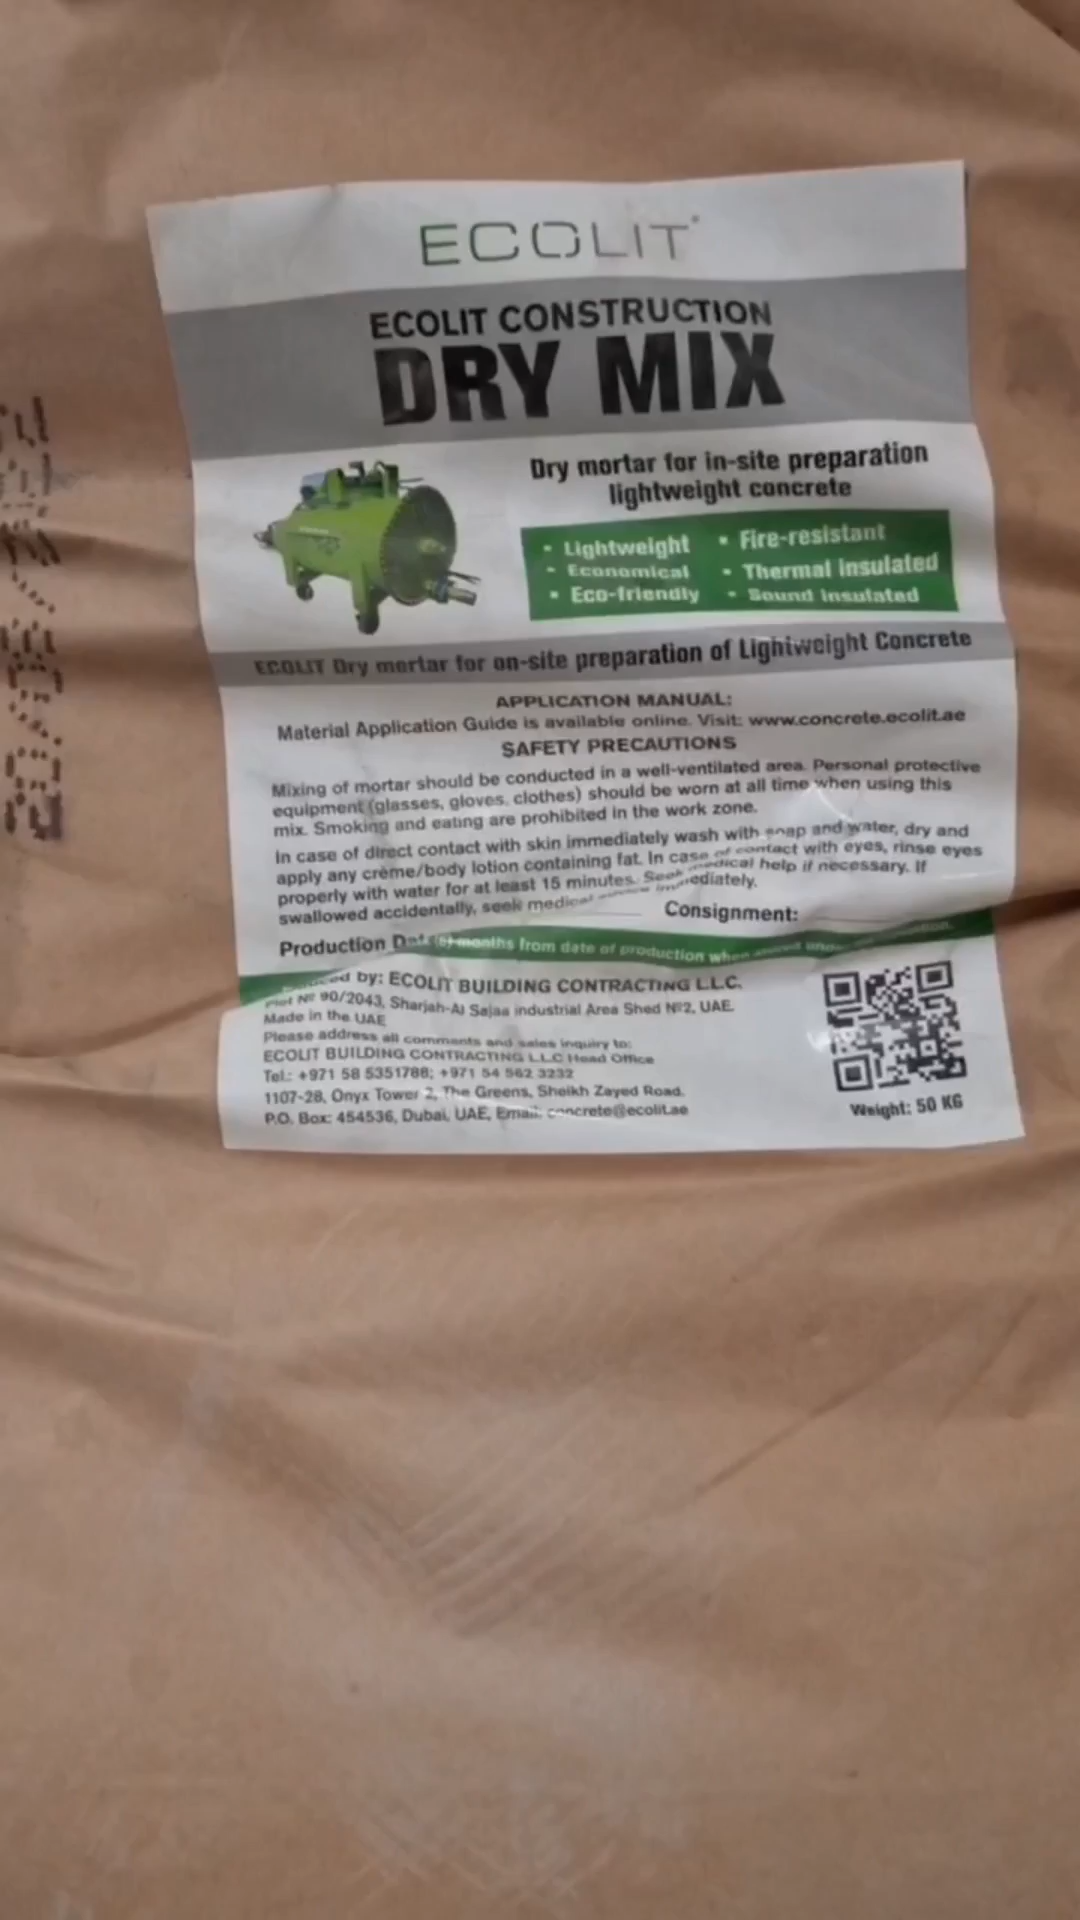 ECOLIT
ECOLIT CONSTRUCTION
DRY MIX
Dry mortar for in-site preparation
lightweight concrete
• Lightweight
• Economical
• Eco-friendly
• Fire-resistant
• Thermal insulated
• Sound insulated
ECOLIT Dry mortar for on-site preparation of Lightweight Concrete
APPLICATION MANUAL:
Material Application Guide is available online. Visit: www.concrete.ecolit.ae
SAFETY PRECAUTIONS
Mixing of mortar should be conducted in a well-ventilated area. Personal protective
equipment (glasses, gloves, clothes) should be worn at all time when using this
mix. Smoking and eating are prohibited in the work zone.
In case of direct contact with skin immediately wash with soap and water, dry and
apply any crème/body lotion containing fat. In case of contact with eyes, rinse eyes
properly with water for at least 15 minutes. Seek medical help if necessary. If
swallowed accidentally, seek medical immediately.
Production Consignment:
months from date of production when
by: ECOLIT BUILDING CONTRACTING L.L.C.
Plot № 90/2043, Sharjah-Al Sajaa industrial Area Shed №2, UAE.
Made in the UAE
Please address all comments and sales inquiry to:
ECOLIT BUILDING CONTRACTING L.L.C Head Office
Tel.: +971 58 5351786; +971 54 562 3232
1107-28, Onyx Tower 2, The Greens, Sheikh Zayed Road.
P.O. Box: 454536, Dubai, UAE, Email: concrete@ecolit.ae
Weight: 50 KG